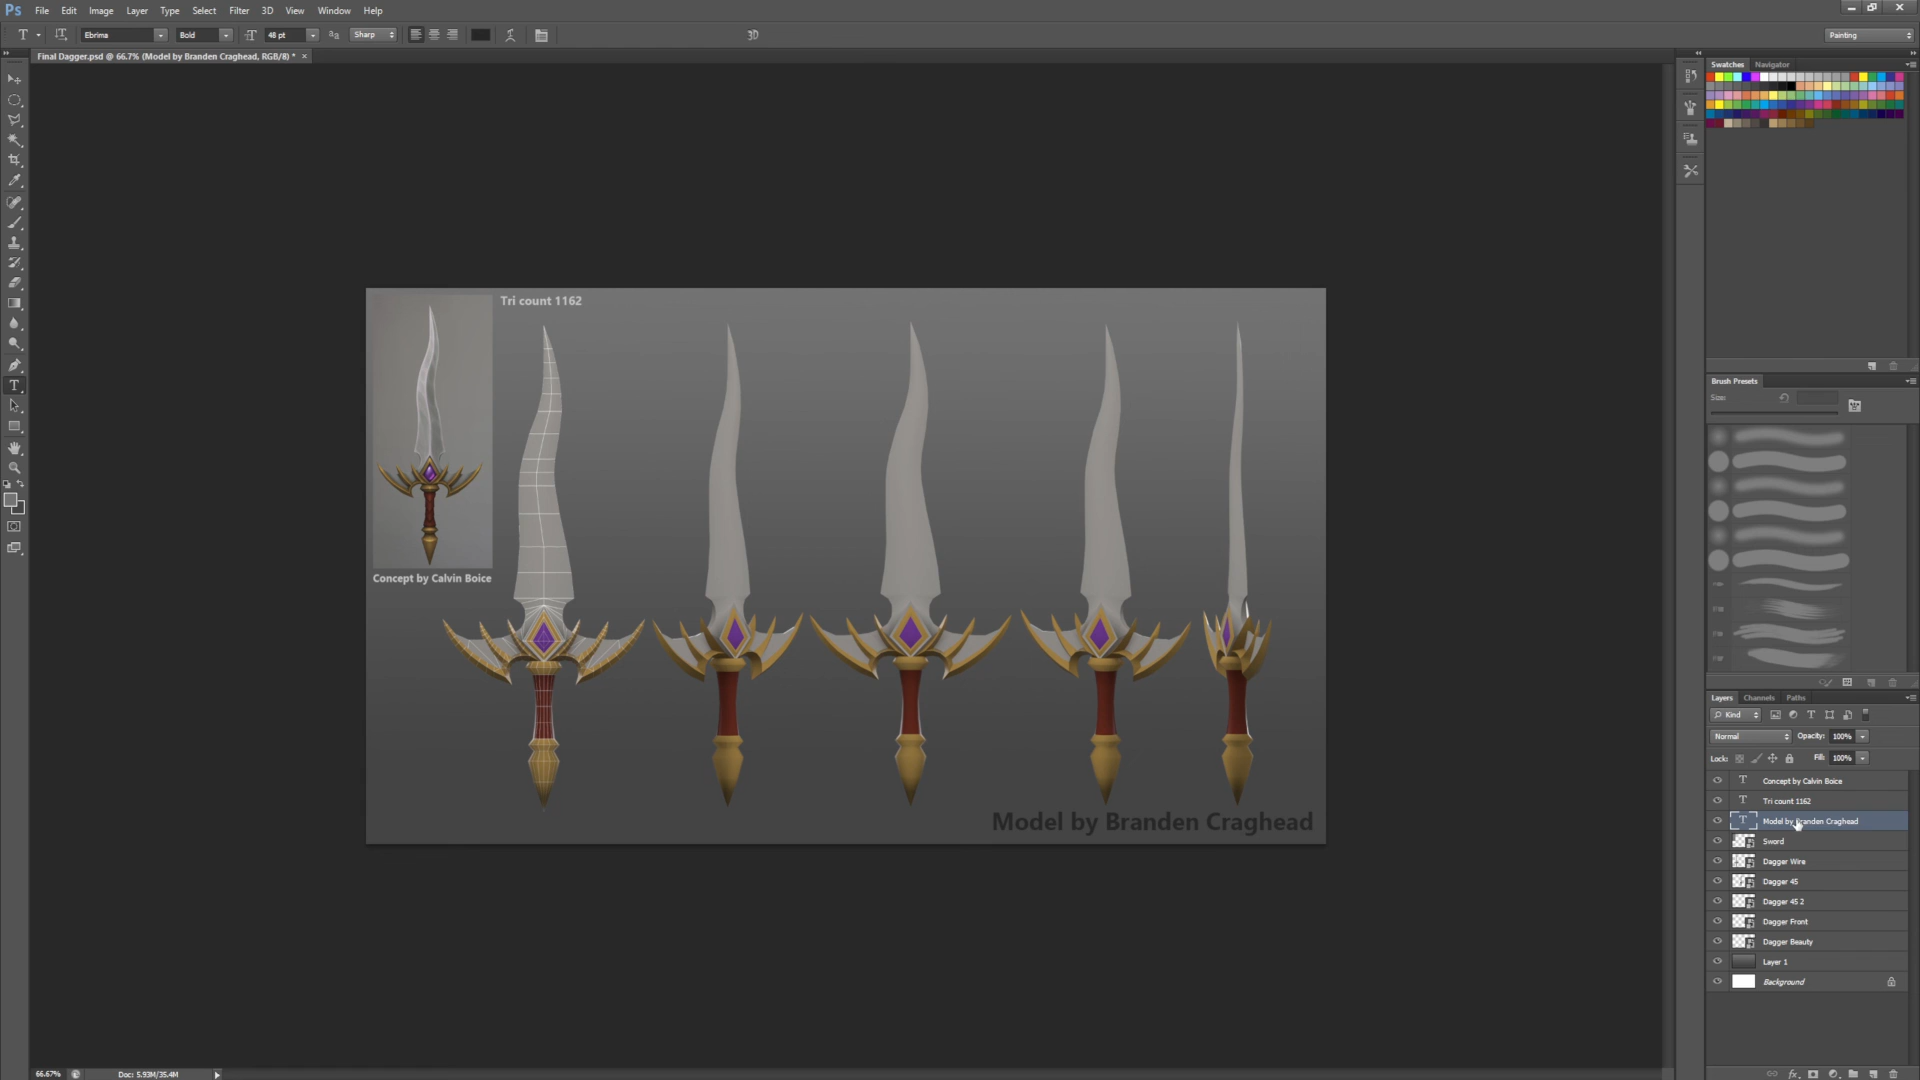 Ps File Edit Image Layer Type Select Filter 3D View Window Help
T Ebrima Bold 48 pt Sharp 3D Painting
Final Dagger.psd @ 66.7% (Model by Branden Craghead, RGB/8) * ×
Swatches Navigator
Tri count 1162
Concept by Calvin Boice
Model by Branden Craghead
Brush Presets
Size:
Layers Channels Paths
Kind
Normal Opacity: 100%
Lock: Fill: 100%
Concept by Calvin Boice
Tri count 1162
Model by Branden Craghead
Sword
Dagger Wire
Dagger 45
Dagger 45 2
Dagger Front
Dagger Beauty
Layer 1
Background
66.67% Doc: 5.93M/35.4M